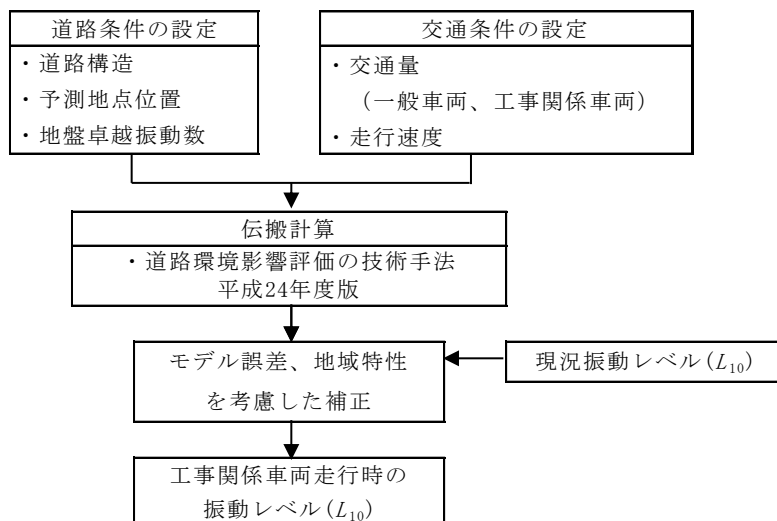 道路条件の設定
・道路構造
・予測地点位置
・地盤卓越振動数
交通条件の設定
・交通量
（一般車両、工事関係車両）
・走行速度
伝搬計算
・道路環境影響評価の技術手法
平成24年度版
モデル誤差、地域特性
を考慮した補正
現況振動レベル(L10)
工事関係車両走行時の
振動レベル(L10)